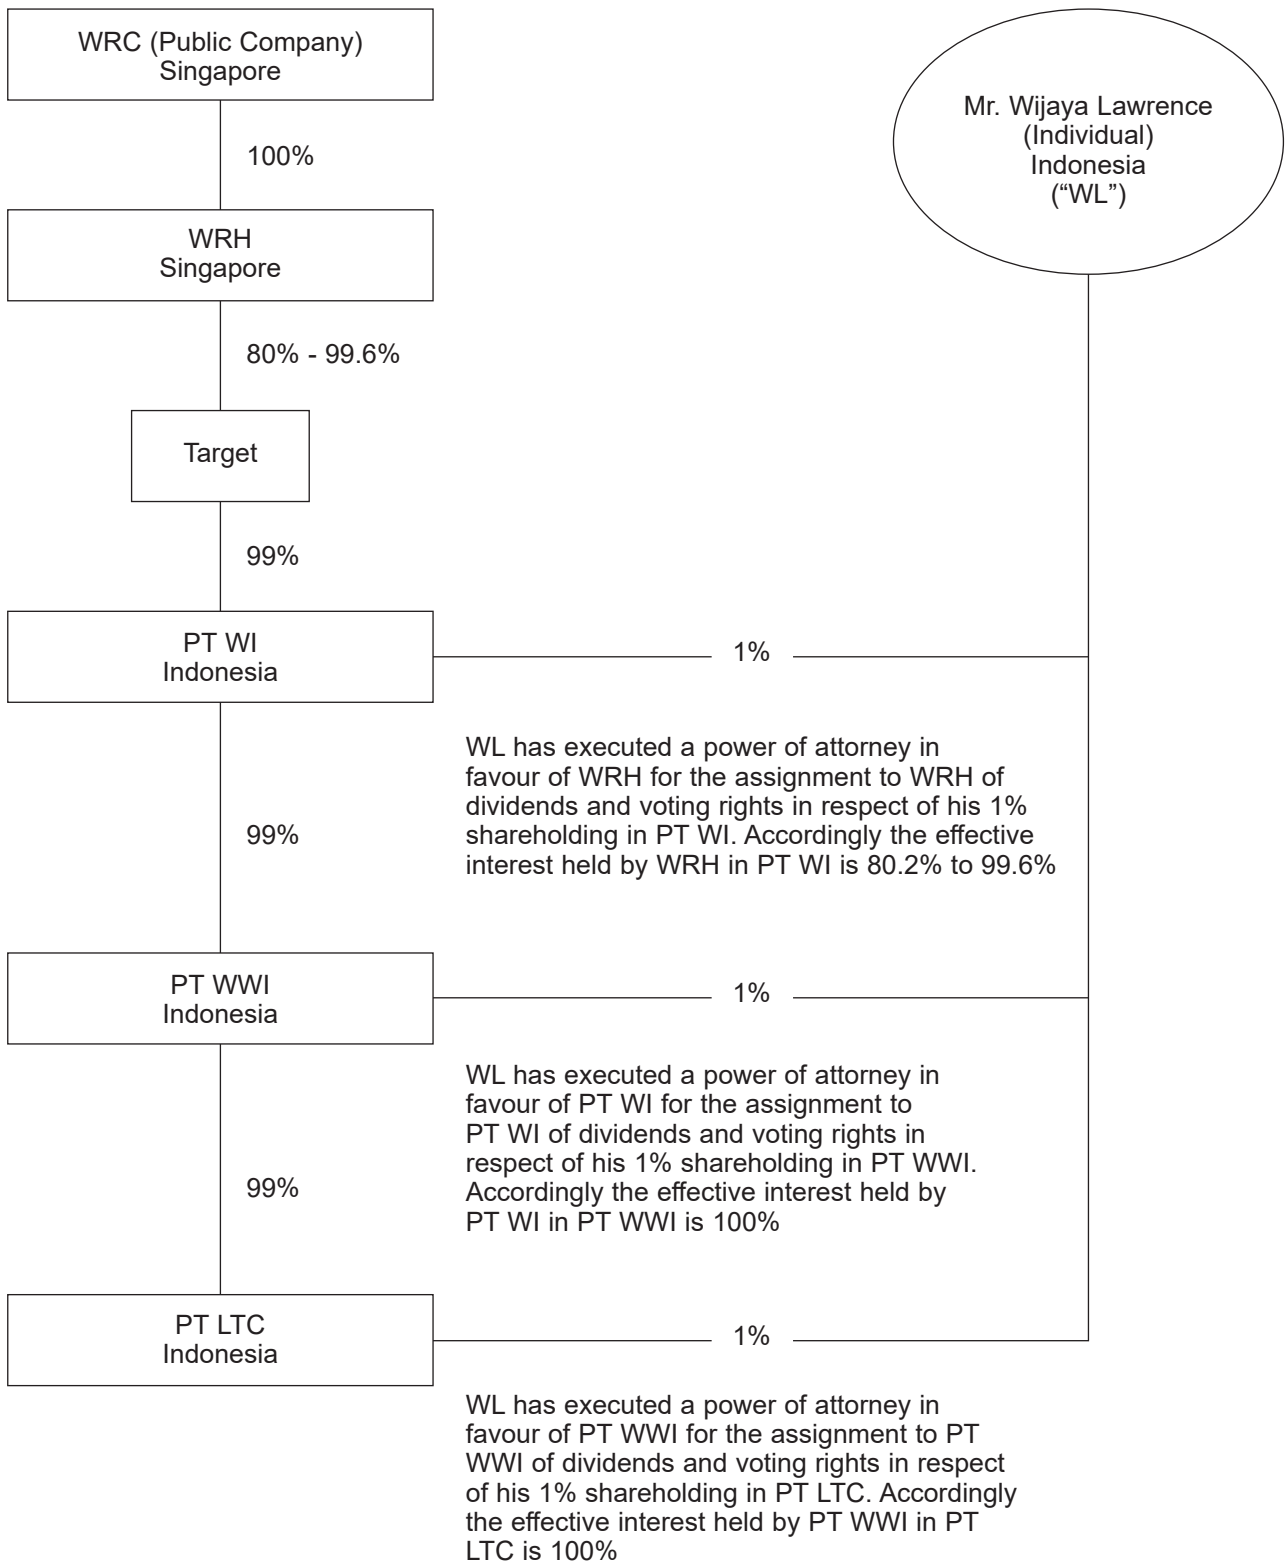 WRC (Public Company)
Singapore
Mr. Wijaya Lawrence
(Individual)
Indonesia
(“WL”)
100%
WRH
Singapore
80% - 99.6%
Target
99%
PT WI
Indonesia
1%
WL has executed a power of attorney in
favour of WRH for the assignment to WRH of
dividends and voting rights in respect of his 1%
shareholding in PT WI. Accordingly the effective
interest held by WRH in PT WI is 80.2% to 99.6%
99%
PT WWI
Indonesia
1%
WL has executed a power of attorney in
favour of PT WI for the assignment to
PT WI of dividends and voting rights in
respect of his 1% shareholding in PT WWI.
Accordingly the effective interest held by
PT WI in PT WWI is 100%
99%
PT LTC
Indonesia
1%
WL has executed a power of attorney in
favour of PT WWI for the assignment to PT
WWI of dividends and voting rights in respect
of his 1% shareholding in PT LTC. Accordingly
the effective interest held by PT WWI in PT
LTC is 100%